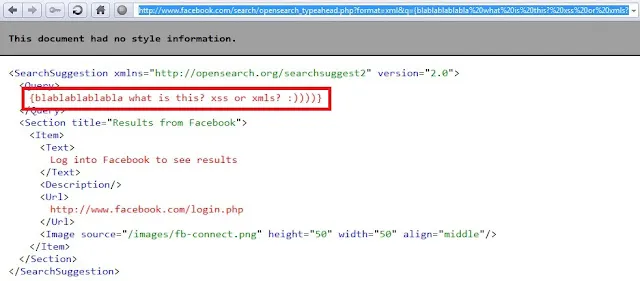 http://www.facebook.com/search/opensearch_typeahead.php?format=xml&q={blablablablabla%20what%20is%20this?%20xss%20or%20xmls?
This document had no style information.
<SearchSuggestion xmlns="http://opensearch.org/searchsuggest2" version="2.0">
<Query>
{blablablablabla what is this? xss or xmls? :))))}
</Query>
<Section title="Results from Facebook">
<Item>
<Text>
Log into Facebook to see results
</Text>
<Description/>
<Url>
http://www.facebook.com/login.php
</Url>
<Image source="/images/fb-connect.png" height="50" width="50" align="middle"/>
</Item>
</Section>
</SearchSuggestion>